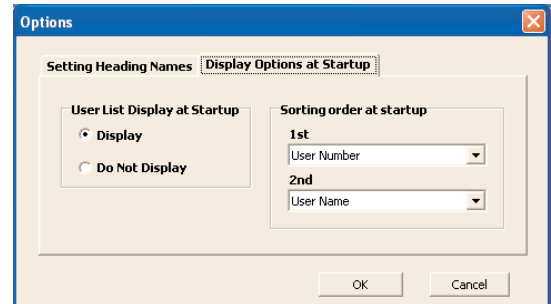 Options
Setting Heading Names Display Options at Startup
User List Display at Startup
Display
Do Not Display
Sorting order at startup
1st
User Number
2nd
User Name
OK Cancel